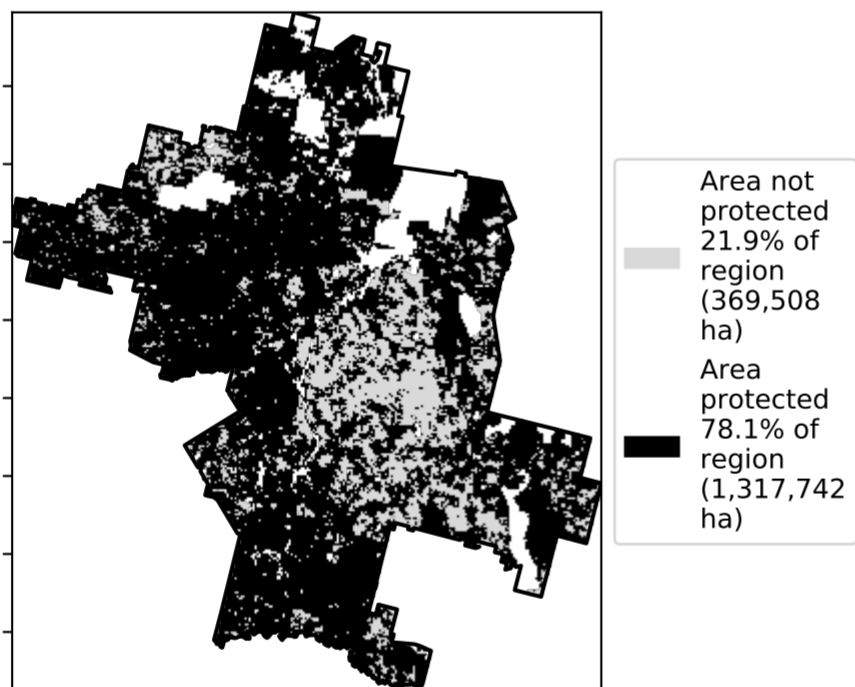 Area not
protected
21.9% of
region
(369,508
ha)
Area
protected
78.1% of
region
(1,317,742
ha)